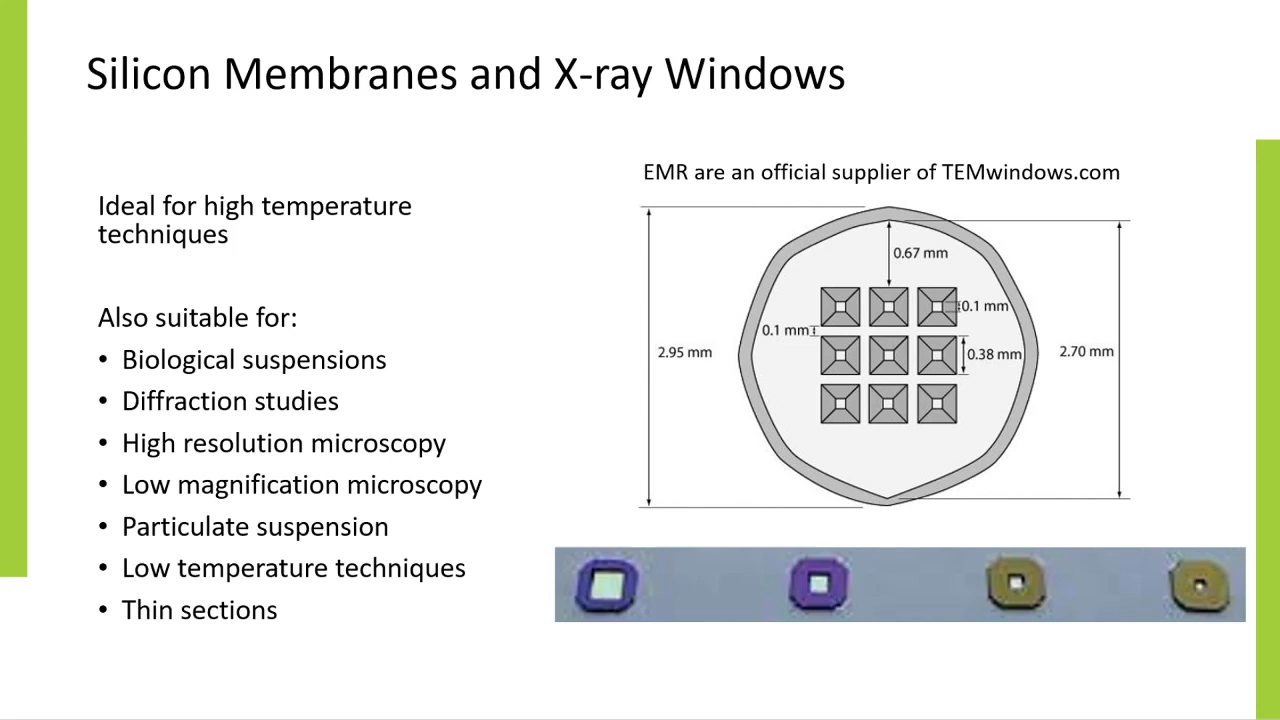 Silicon Membranes and X-ray Windows
Ideal for high temperature
techniques
Also suitable for:
• Biological suspensions
• Diffraction studies
• High resolution microscopy
• Low magnification microscopy
• Particulate suspension
• Low temperature techniques
• Thin sections
EMR are an official supplier of TEMwindows.com
0.67 mm
0.1 mm
0.1 mm
2.95 mm
0.38 mm
2.70 mm